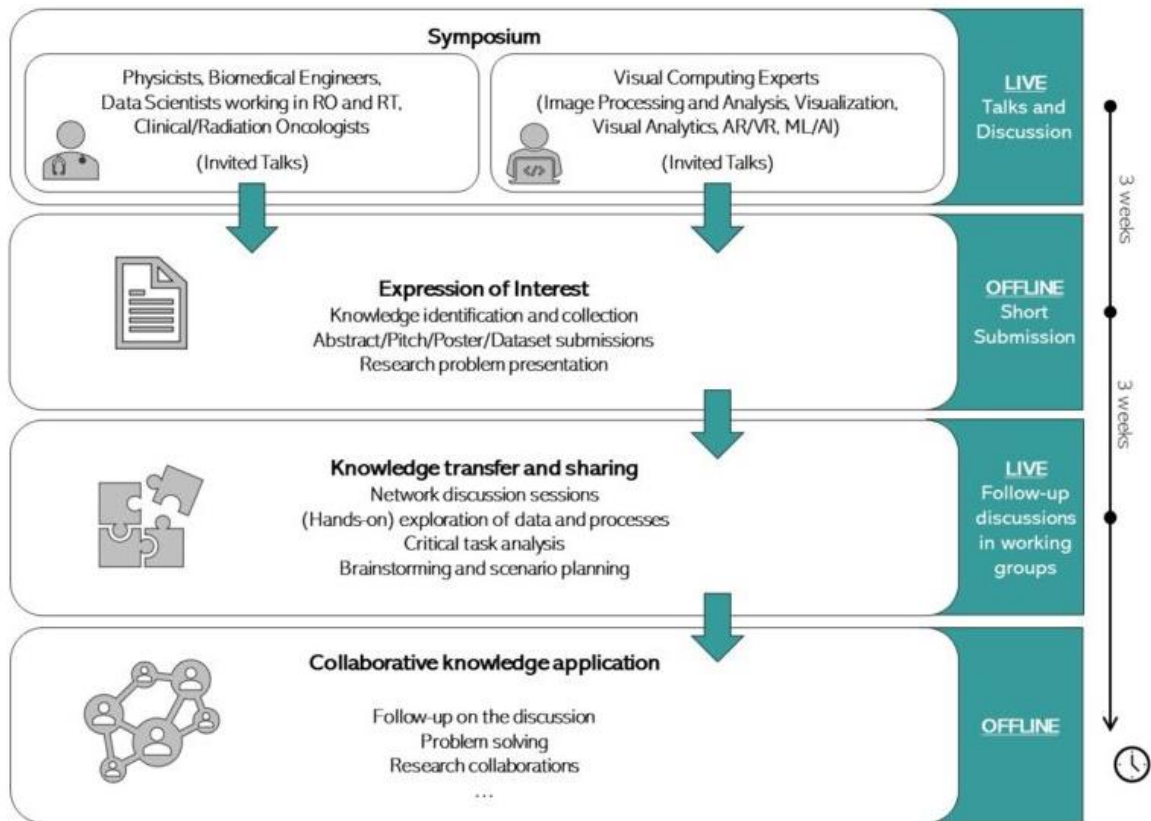 Symposium
Physicists, Biomedical Engineers,
Data Scientists working in RO and RT,
Clinical/Radiation Oncologists
(Invited Talks)
Visual Computing Experts
(Image Processing and Analysis, Visualization,
Visual Analytics, AR/VR, ML/AI)
(Invited Talks)
</>
LIVE
Talks and
Discussion
3 weeks
Expression of Interest
Knowledge identification and collection
Abstract/Pitch/Poster/Dataset submissions
Research problem presentation
OFFLINE
Short
Submission
3 weeks
Knowledge transfer and sharing
Network discussion sessions
(Hands-on) exploration of data and processes
Critical task analysis
Brainstorming and scenario planning
LIVE
Follow-up
discussions
in working
groups
Collaborative knowledge application
Follow-up on the discussion
Problem solving
Research collaborations
...
OFFLINE